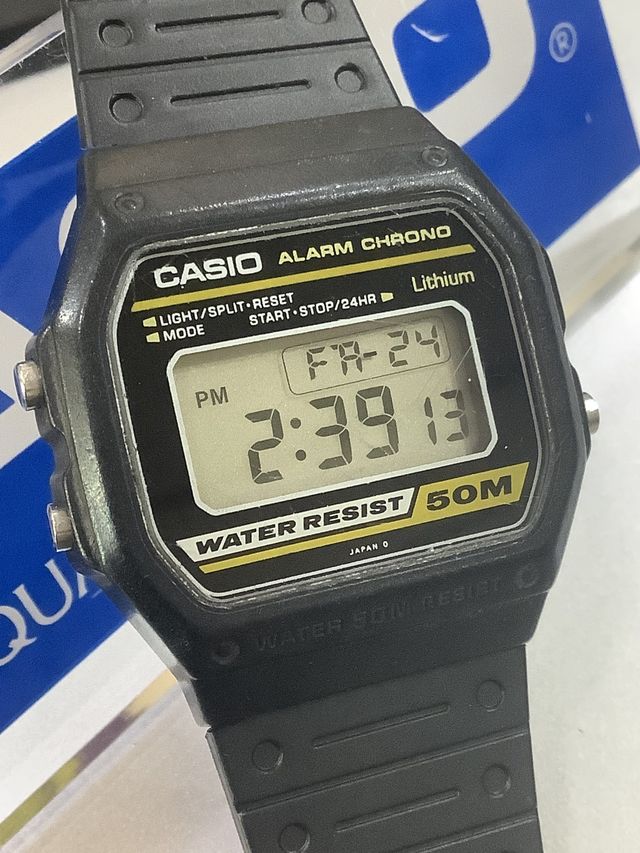 ®
CASIO ALARM CHRONO
Lithium
LIGHT/SPLIT·RESET
MODE START·STOP/24HR
FR-24
PM
2:39 13
WATER RESIST 50M
JAPAN 0
WATER 50M RESIST
QUA